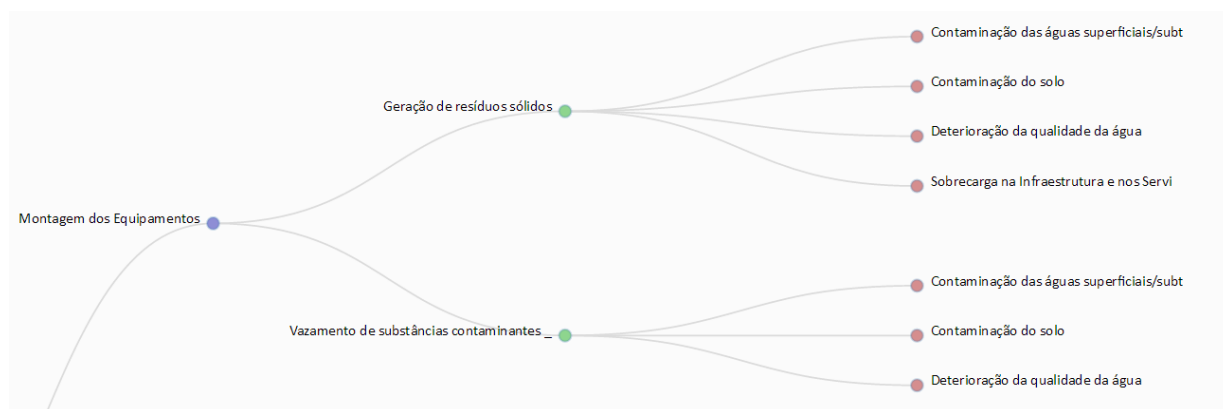 Contaminação das águas superficiais/subt
Contaminação do solo
Geração de resíduos sólidos
Deterioração da qualidade da água
Sobrecarga na Infraestrutura e nos Servi
Montagem dos Equipamentos
Contaminação das águas superficiais/subt
Vazamento de substâncias contaminantes _
Contaminação do solo
Deterioração da qualidade da água